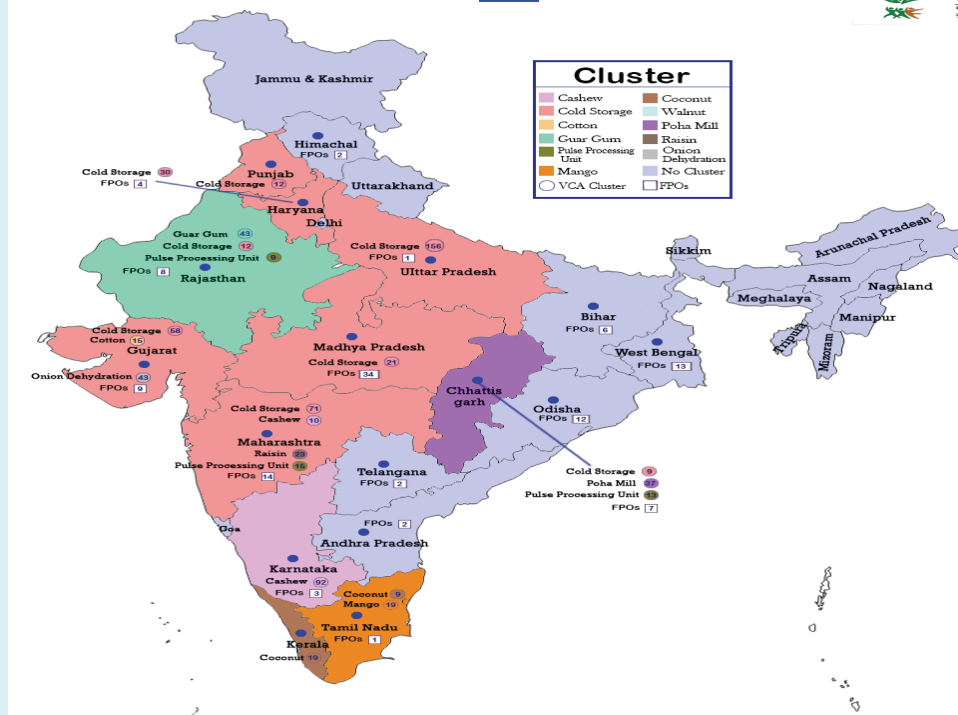 Cluster
Cashew
Cold Storage
Cotton
Guar Gum
Pulse Processing
Unit
Mango
VCA Cluster
Coconut
Walnut
Poha Mill
Raisin
Onion
Dehydration
No Cluster
FPOs
Jammu & Kashmir
Himachal
FPOs 2
Punjab
Cold Storage 12
Cold Storage 30
FPOs 4
Uttarakhand
Haryana
Delhi
Guar Gum 43
Cold Storage 12
Pulse Processing Unit 9
FPOs 8
Rajasthan
Cold Storage 156
FPOs 1
UIttar Pradesh
Sikkim
Arunachal Pradesh
Assam
Nagaland
Meghalaya
Manipur
Tripura
Mizoram
Bihar
FPOs 6
West Bengal
FPOs 13
Cold Storage 58
Cotton 15
Gujarat
Onion Dehydration 43
FPOs 9
Madhya Pradesh
Cold Storage 21
FPOs 34
Chhattis
garh
Odisha
FPOs 12
Cold Storage 71
Cashew 10
Maharashtra
Raisin 23
Pulse Processing Unit 15
FPOs 14
Telangana
FPOs 2
Cold Storage 9
Poha Mill 37
Pulse Processing Unit 13
FPOs 7
Goa
FPOs 2
Andhra Pradesh
Karnataka
Cashew 92
FPOs 3
Coconut 9
Mango 19
Tamil Nadu
FPOs 1
Kerala
Coconut 19